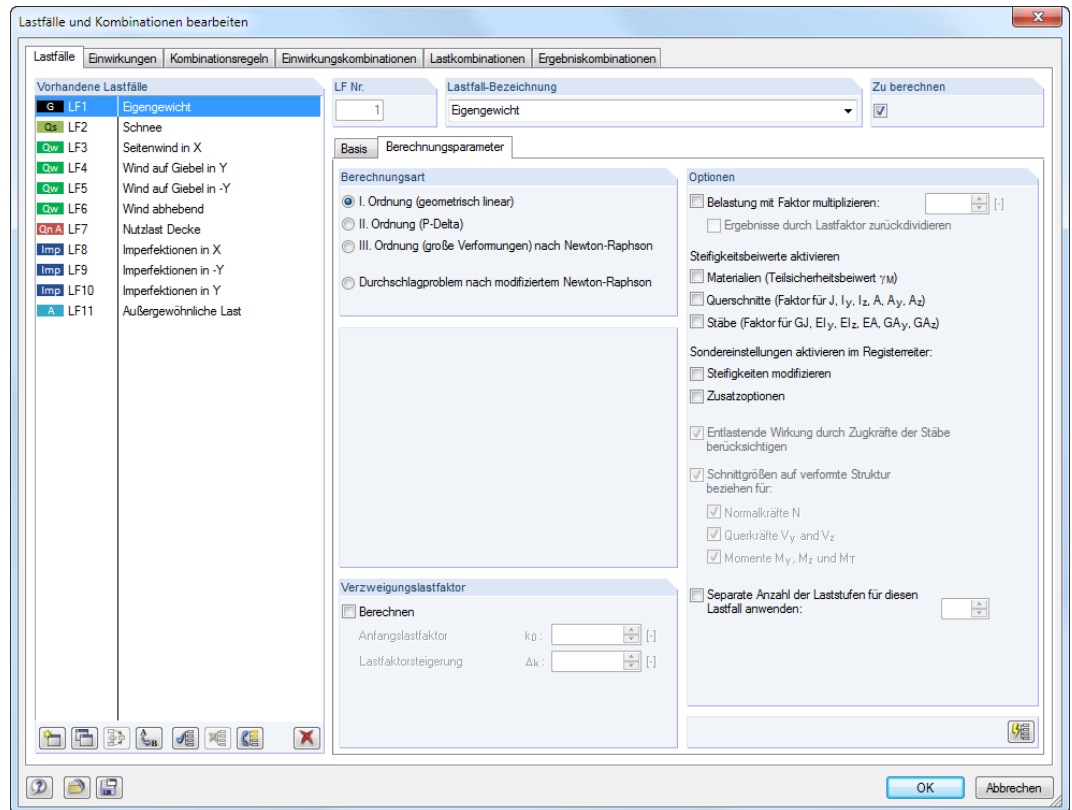 Lastfälle und Kombinationen bearbeiten
Lastfälle Einwirkungen Kombinationsregeln Einwirkungskombinationen Lastkombinationen Ergebniskombinationen
Vorhandene Lastfälle
G LF1 Eigengewicht
Qs LF2 Schnee
Qw LF3 Seitenwind in X
Qw LF4 Wind auf Giebel in Y
Qw LF5 Wind auf Giebel in -Y
Qw LF6 Wind abhebend
Qn A LF7 Nutzlast Decke
Imp LF8 Imperfektionen in X
Imp LF9 Imperfektionen in -Y
Imp LF10 Imperfektionen in Y
A LF11 Außergewöhnliche Last
LF Nr.
1
Lastfall-Bezeichnung
Eigengewicht
Zu berechnen
Basis Berechnungsparameter
Berechnungsart
I. Ordnung (geometrisch linear)
II. Ordnung (P-Delta)
III. Ordnung (große Verformungen) nach Newton-Raphson
Durchschlagproblem nach modifiziertem Newton-Raphson
Verzweigungslastfaktor
Berechnen
Anfangslastfaktor k0 : [-]
Lastfaktorsteigerung Δk : [-]
Optionen
Belastung mit Faktor multiplizieren: [-]
Ergebnisse durch Lastfaktor zurückdividieren
Steifigkeitsbeiwerte aktivieren
Materialien (Teilsicherheitsbeiwert γM)
Querschnitte (Faktor für J, Iy, Iz, A, Ay, Az)
Stäbe (Faktor für GJ, EIy, EIz, EA, GAy, GAz)
Sondereinstellungen aktivieren im Registerreiter:
Steifigkeiten modifizieren
Zusatzoptionen
Entlastende Wirkung durch Zugkräfte der Stäbe
berücksichtigen
Schnittgrößen auf verformte Struktur
beziehen für:
Normalkräfte N
Querkräfte Vy and Vz
Momente My, Mz und MT
Separate Anzahl der Laststufen für diesen
Lastfall anwenden:
OK Abbrechen